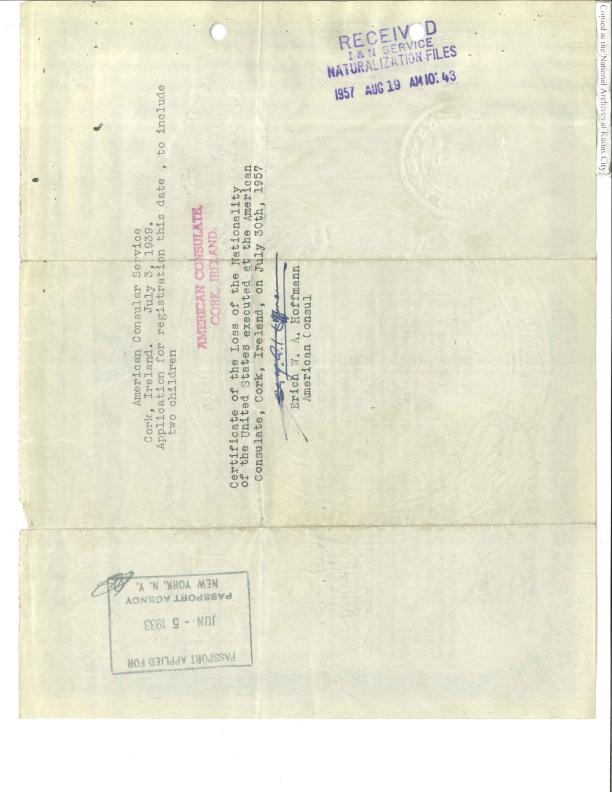 Copied at the National Archives at Kansas City
RECEIVED
I & N SERVICE
NATURALIZATION FILES
1957 AUG 19 AM 10: 43
American Consular Service
Cork, Ireland. July 3, 1939.
Application for registration this date , to include
two children
AMERICAN CONSULATE,
CORK, IRELAND.
Certificate of the Loss of the Nationality
of the United States executed at the American
Consulate, Cork, Ireland, on July 30th, 1957
Erich W. A. Hoffmann
American Consul
PASSPORT APPLIED FOR
JUN - 5 1933
PASSPORT AGENCY
NEW YORK, N. Y.